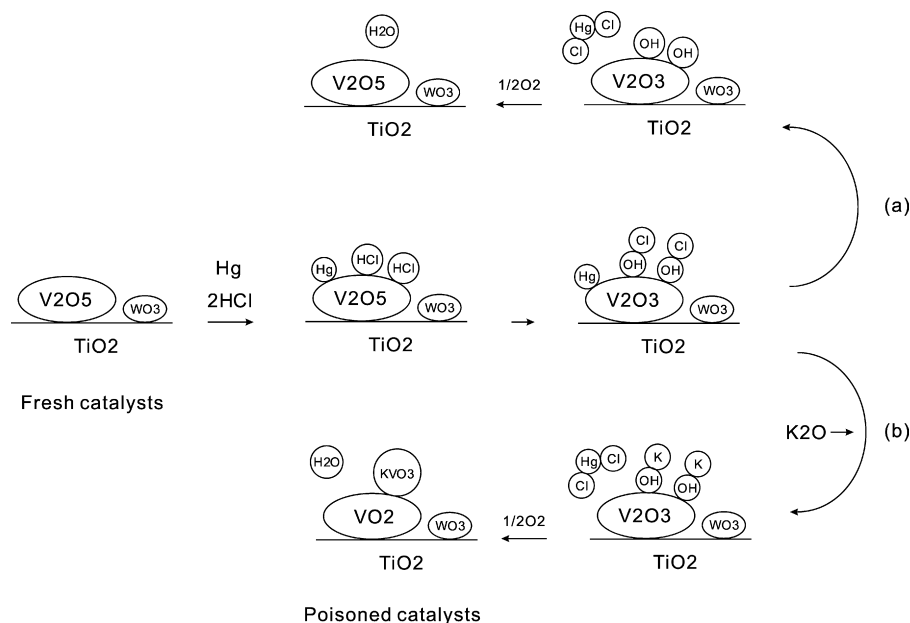 H2O
V2O5
WO3
TiO2
1/2O2
Hg
Cl
Cl
OH
OH
V2O3
WO3
TiO2
(a)
V2O5
WO3
TiO2
Fresh catalysts
Hg
2HCl
Hg
HCl
HCl
V2O5
WO3
TiO2
Hg
Cl
OH
Cl
OH
V2O3
WO3
TiO2
K2O
(b)
H2O
KVO3
VO2
WO3
TiO2
1/2O2
Hg
Cl
Cl
K
OH
K
OH
V2O3
WO3
TiO2
Poisoned catalysts